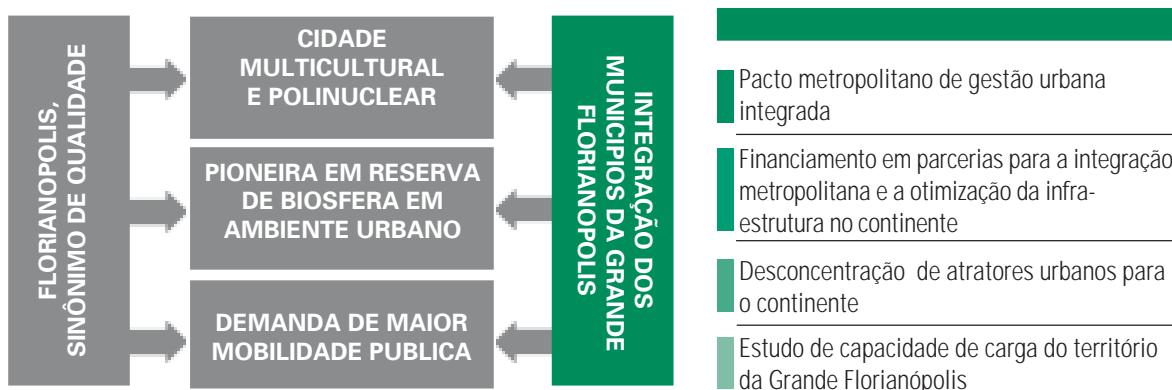 FLORIANOPOLIS,
SINÔNIMO DE QUALIDADE
CIDADE
MULTICULTURAL
E POLINUCLEAR
PIONEIRA EM RESERVA
DE BIOSFERA EM
AMBIENTE URBANO
DEMANDA DE MAIOR
MOBILIDADE PUBLICA
INTEGRAÇÃO DOS
MUNICIPIOS DA GRANDE
FLORIANOPOLIS
Pacto metropolitano de gestão urbana
integrada
Financiamento em parcerias para a integração
metropolitana e a otimização da infra-
estrutura no continente
Desconcentração de atratores urbanos para
o continente
Estudo de capacidade de carga do território
da Grande Florianópolis